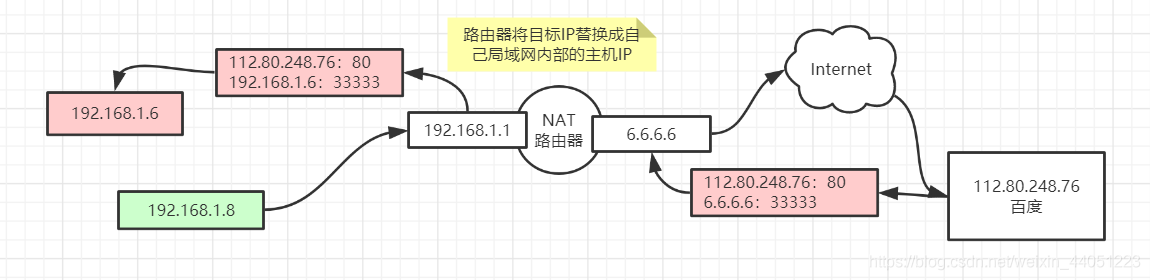 路由器将目标IP替换成自
己局域网内部的主机IP
112.80.248.76：80
192.168.1.6：33333
192.168.1.6
192.168.1.1
NAT
路由器
6.6.6.6
Internet
192.168.1.8
112.80.248.76：80
6.6.6.6：33333
112.80.248.76
百度
https://blog.csdn.net/weixin_44051223